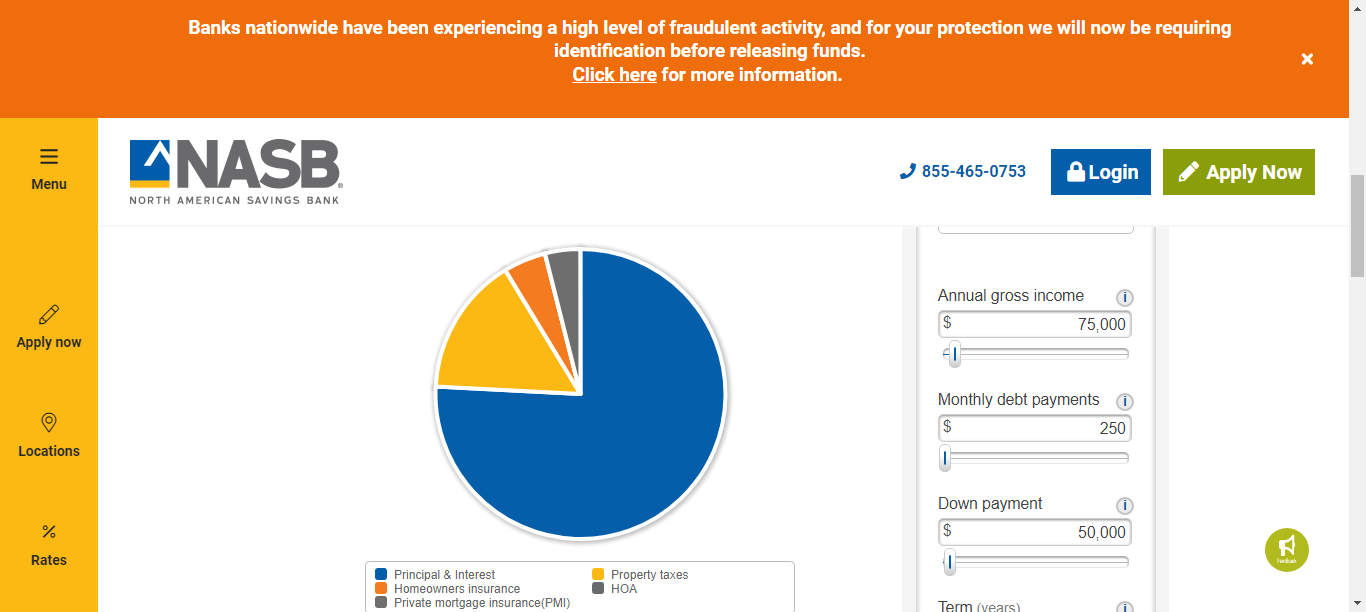 Banks nationwide have been experiencing a high level of fraudulent activity, and for your protection we will now be requiring
identification before releasing funds.
Click here for more information.
Menu
NASB®
NORTH AMERICAN SAVINGS BANK
855-465-0753
Login
Apply Now
Apply now
Locations
Rates
Annual gross income i
$ 75,000
Monthly debt payments i
$ 250
Down payment i
$ 50,000
Term (years) i
Principal & Interest
Property taxes
Homeowners insurance
HOA
Private mortgage insurance(PMI)
Feedback